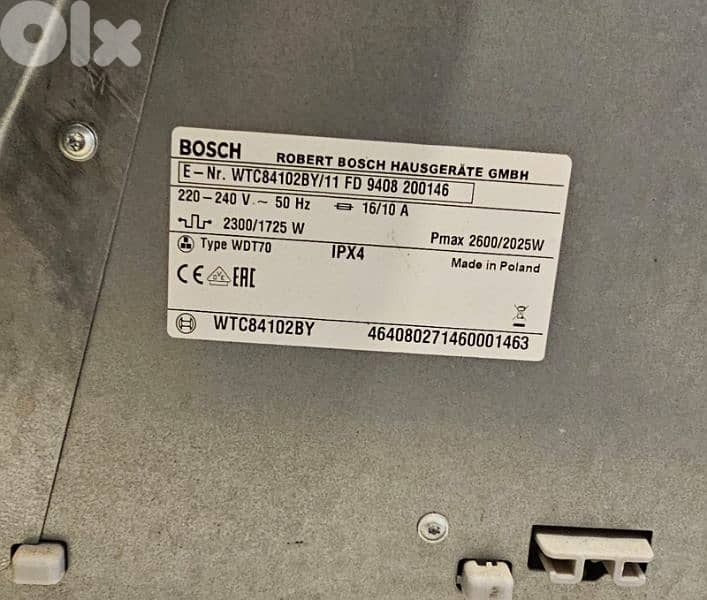 OLX
BOSCH ROBERT BOSCH HAUSGERÄTE GMBH
E-Nr. WTC84102BY/11 FD 9408 200146
220-240 V ~ 50 Hz 16/10 A
2300/1725 W Pmax 2600/2025W
Type WDT70 IPX4 Made in Poland
CE VDE EAC
WTC84102BY 464080271460001463